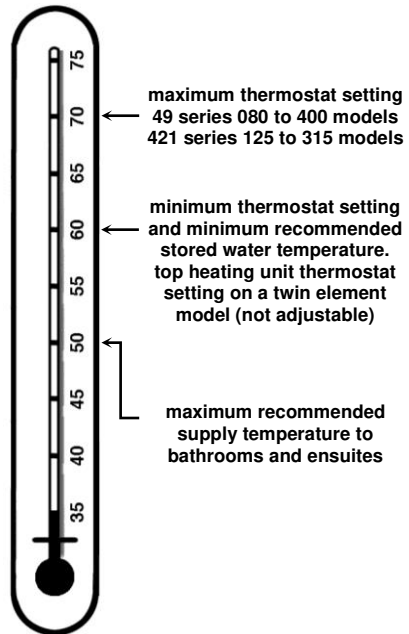 75
maximum thermostat setting
49 series 080 to 400 models
421 series 125 to 315 models
70
65
minimum thermostat setting
and minimum recommended
stored water temperature.
top heating unit thermostat
setting on a twin element
model (not adjustable)
60
55
50
45
maximum recommended
supply temperature to
bathrooms and ensuites
40
35